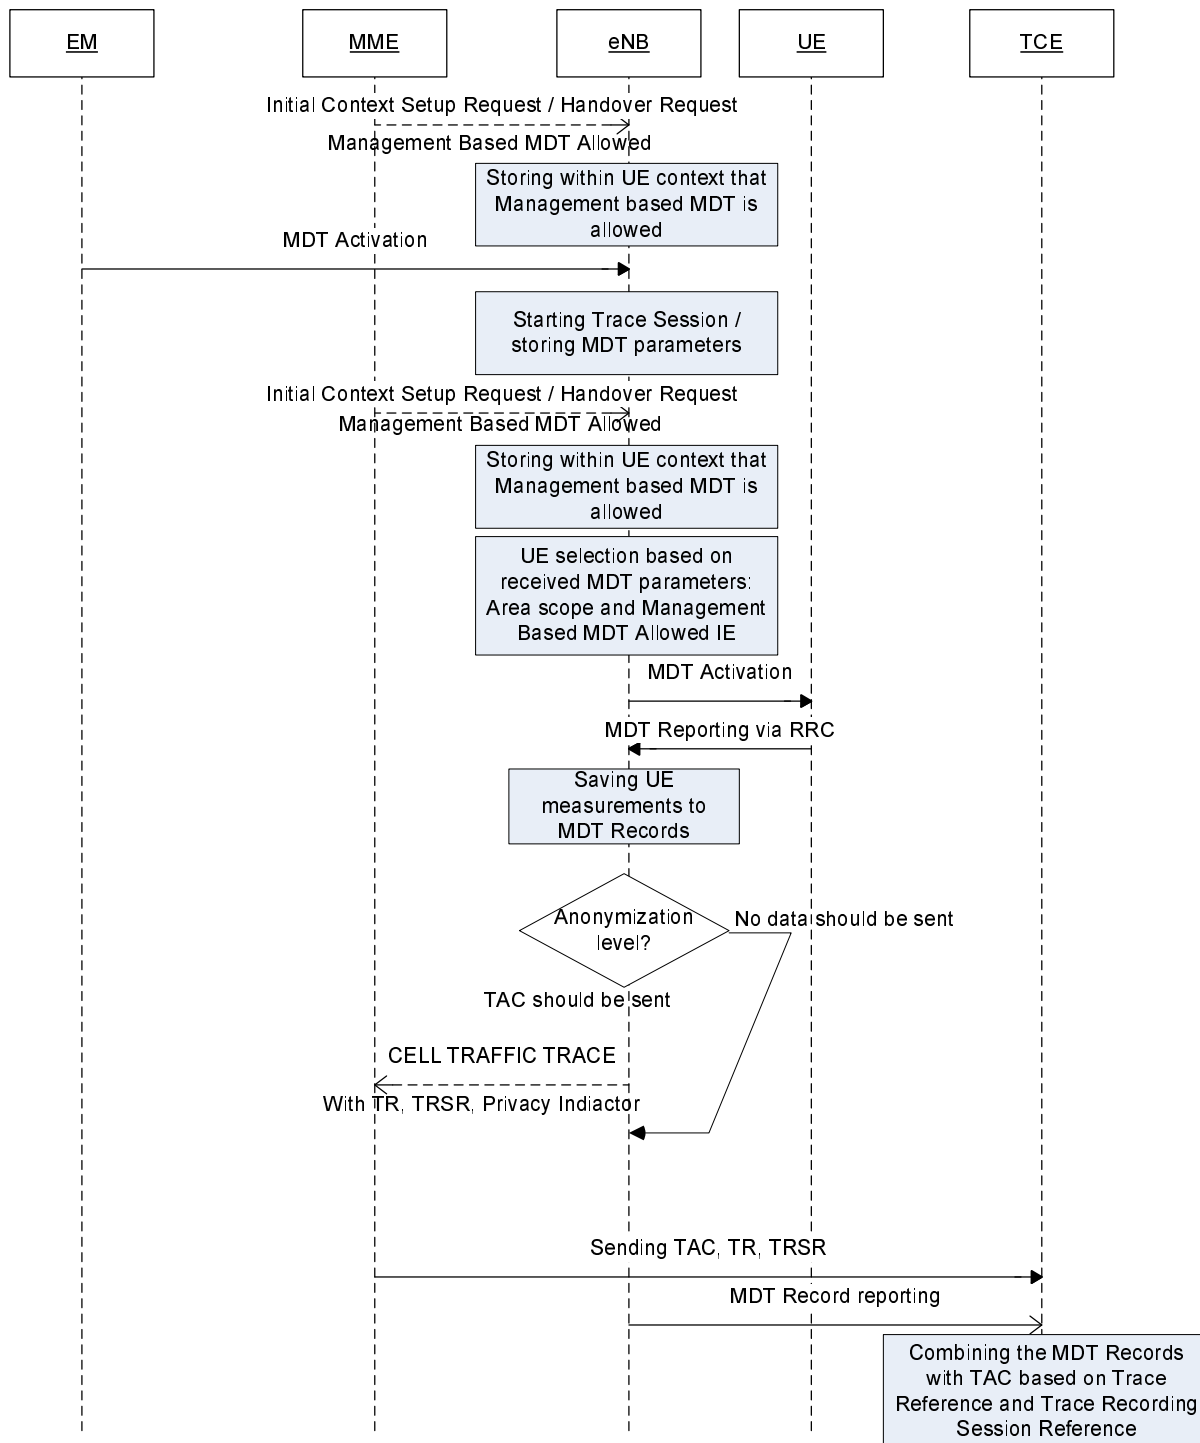 EM
MME
eNB
UE
TCE
Initial Context Setup Request / Handover Request
Management Based MDT Allowed
Storing within UE context that
Management based MDT is
allowed
MDT Activation
Starting Trace Session /
storing MDT parameters
Initial Context Setup Request / Handover Request
Management Based MDT Allowed
Storing within UE context that
Management based MDT is
allowed
UE selection based on
received MDT parameters:
Area scope and Management
Based MDT Allowed IE
MDT Activation
MDT Reporting via RRC
Saving UE
measurements to
MDT Records
Anonymization
level?
No data should be sent
TAC should be sent
CELL TRAFFIC TRACE
With TR, TRSR, Privacy Indiactor
Sending TAC, TR, TRSR
MDT Record reporting
Combining the MDT Records
with TAC based on Trace
Reference and Trace Recording
Session Reference